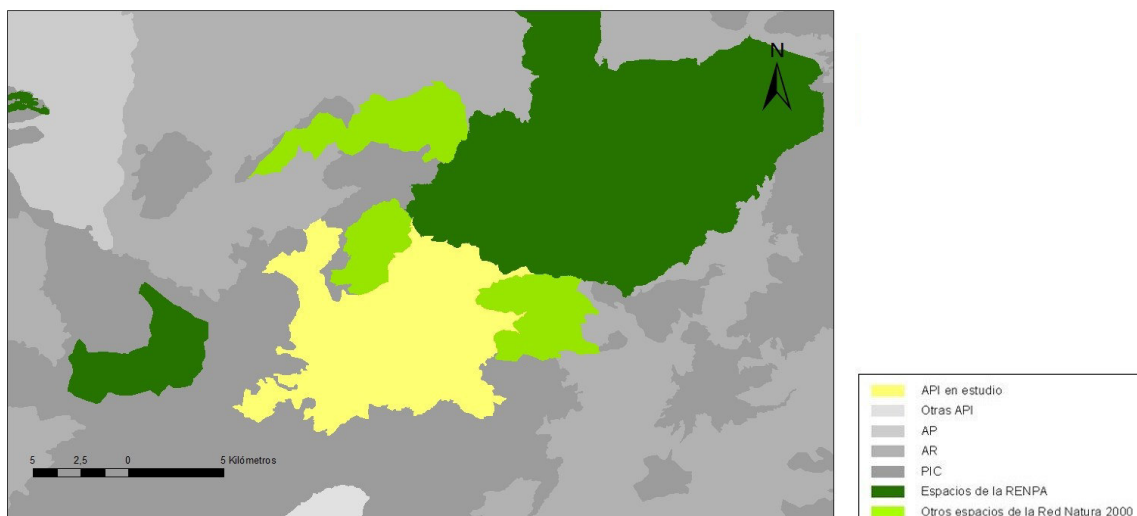 N
5 2,5 0 5 Kilómetros
API en estudio
Otras API
AP
AR
PIC
Espacios de la RENPA
Otros espacios de la Red Natura 2000